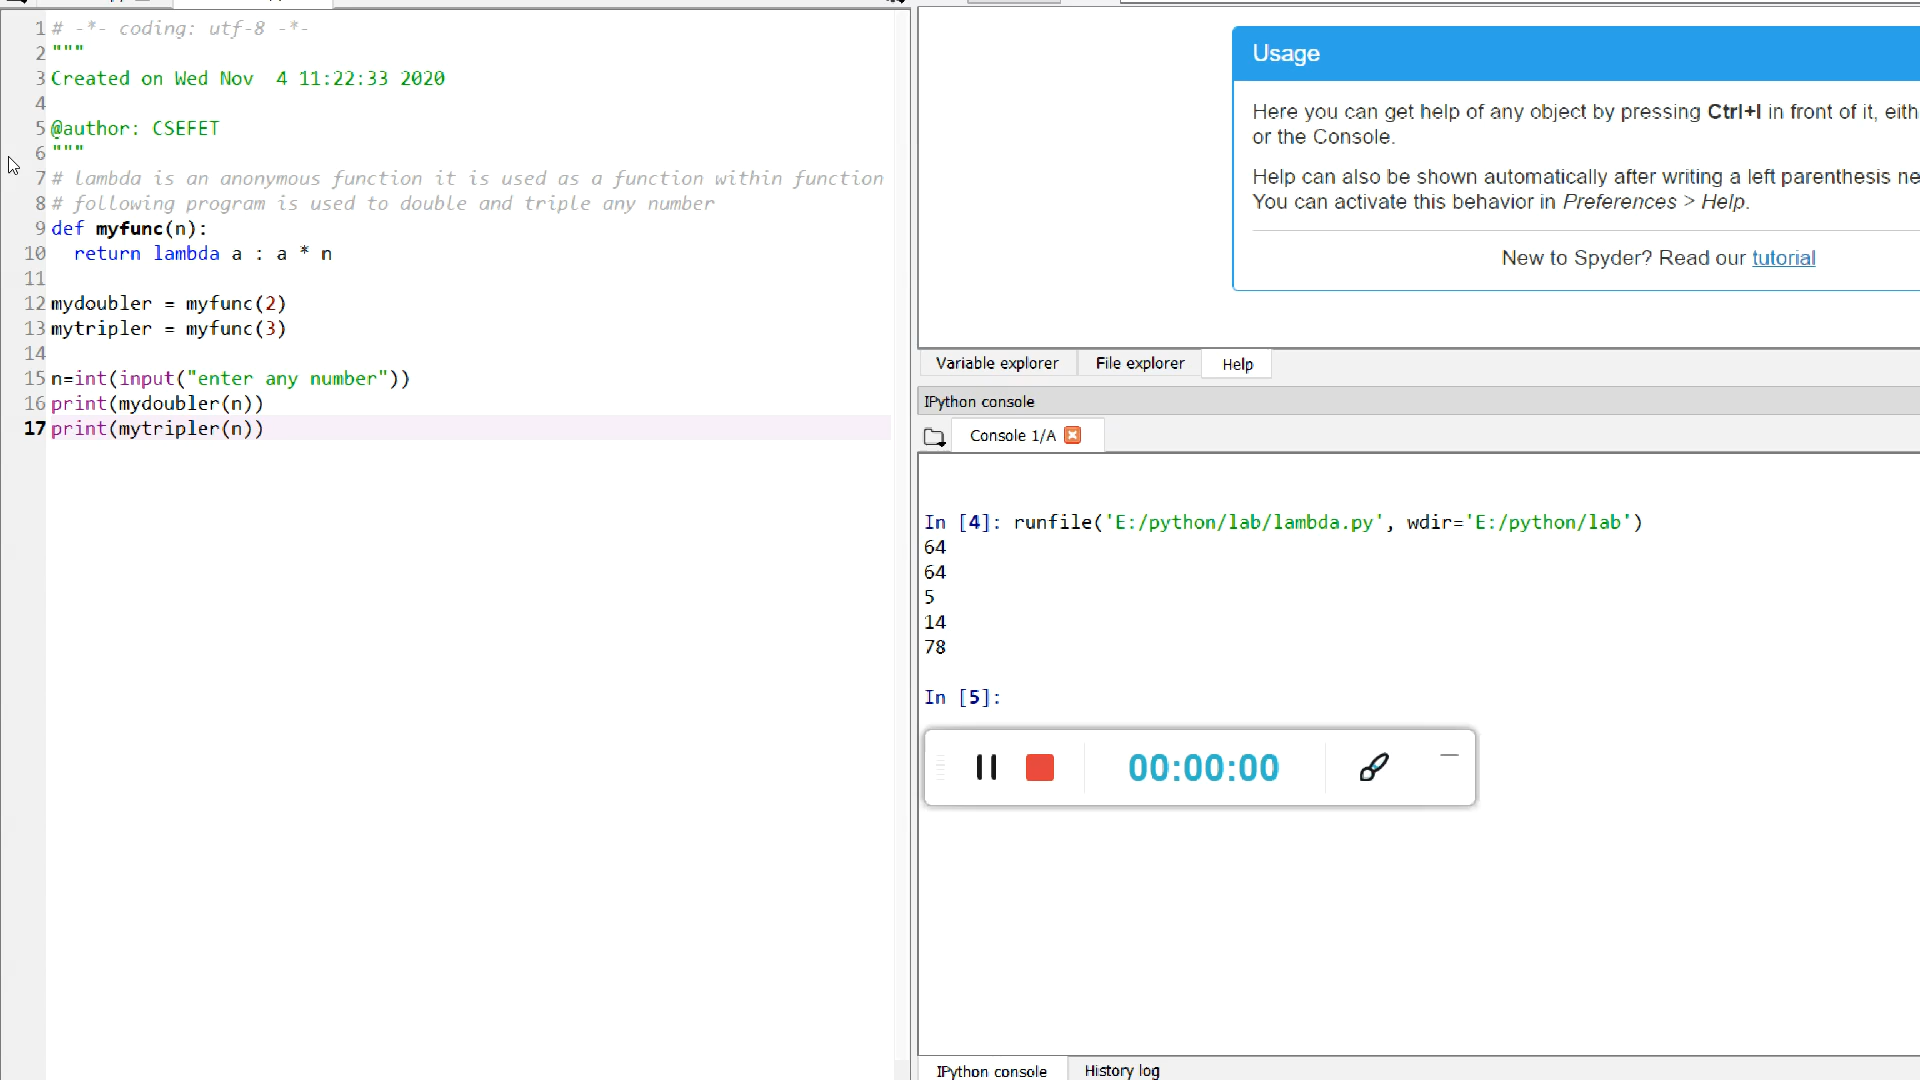 1 # -*- coding: utf-8 -*-
2 """
3 Created on Wed Nov  4 11:22:33 2020
4
5 @author: CSEFET
6 """
7 # lambda is an anonymous function it is used as a function within function
8 # following program is used to double and triple any number
9 def myfunc(n):
10   return lambda a : a * n
11
12 mydoubler = myfunc(2)
13 mytripler = myfunc(3)
14
15 n=int(input("enter any number"))
16 print(mydoubler(n))
17 print(mytripler(n))
Usage
Here you can get help of any object by pressing Ctrl+I in front of it, eith
or the Console.
Help can also be shown automatically after writing a left parenthesis ne
You can activate this behavior in Preferences > Help.
New to Spyder? Read our tutorial
Variable explorer File explorer Help
IPython console
Console 1/A
In [4]: runfile('E:/python/lab/lambda.py', wdir='E:/python/lab')
64
64
5
14
78
In [5]:
00:00:00
IPython console History log